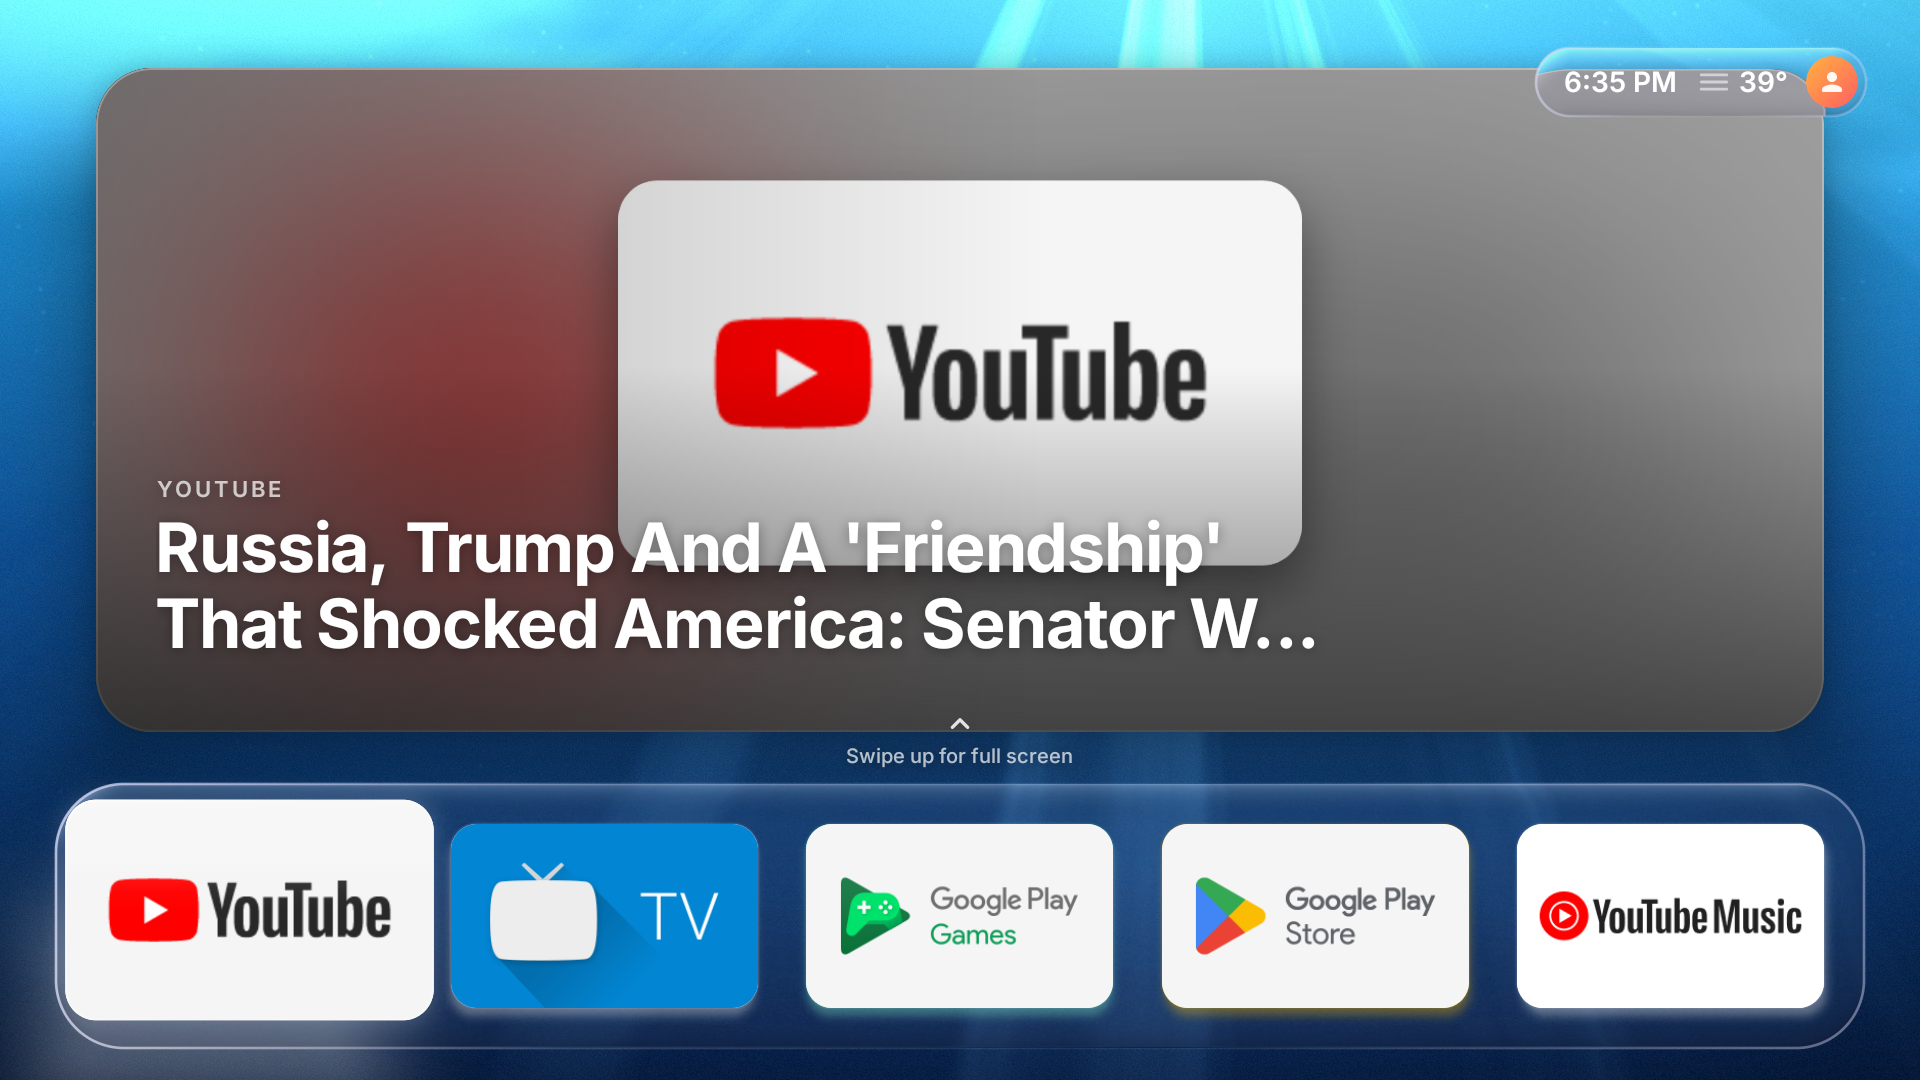 6:35 PM 39°
YouTube
YOUTUBE
Russia, Trump And A 'Friendship'
That Shocked America: Senator W...
Swipe up for full screen
YouTube
TV
Google Play
Games
Google Play
Store
YouTube Music